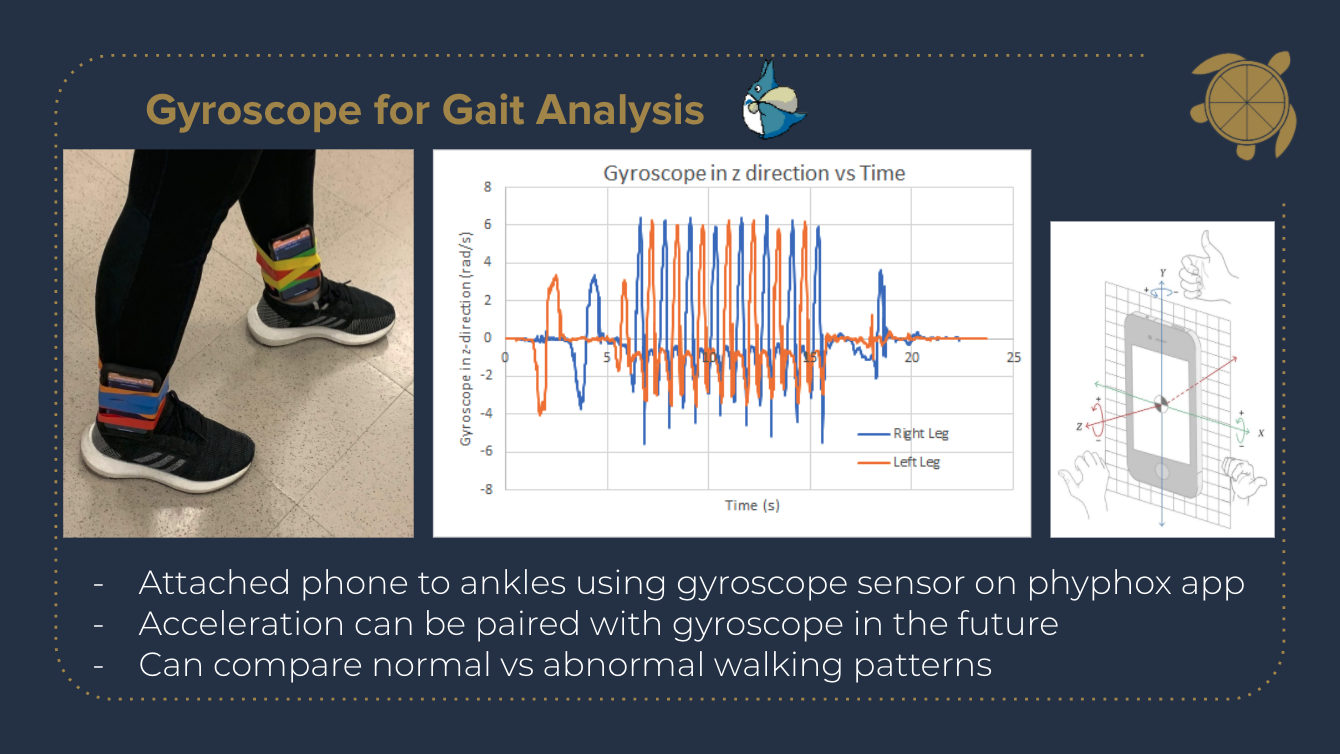 Gyroscope for Gait Analysis
Gyroscope in z direction vs Time
8
6
4
2
0
-2
-4
-6
-8
0
5
10
15
20
25
Gyroscope in z-direction (rad/s)
Time (s)
Right Leg
Left Leg
Y
+ -
+
Z
-
+
X
-
- Attached phone to ankles using gyroscope sensor on phyphox app
- Acceleration can be paired with gyroscope in the future
- Can compare normal vs abnormal walking patterns